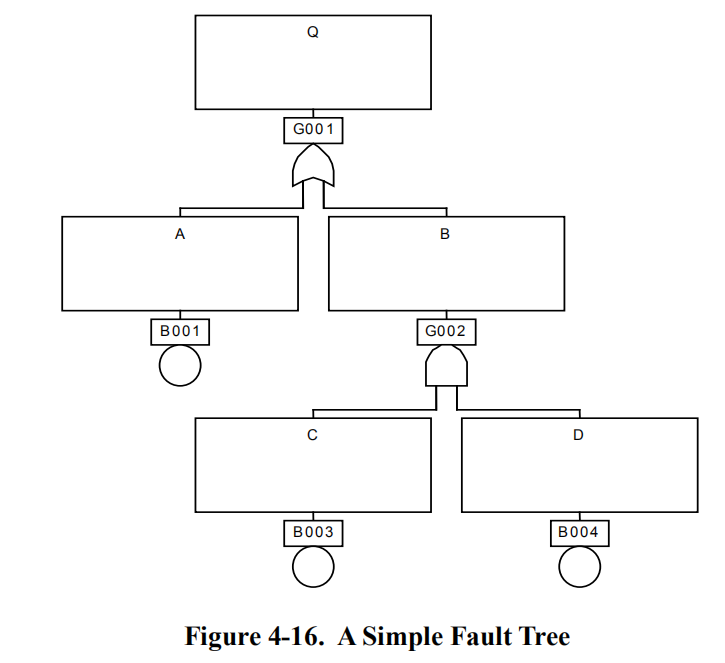 Q
G001
A
B
B001
G002
C
D
B003
B004
Figure 4-16. A Simple Fault Tree